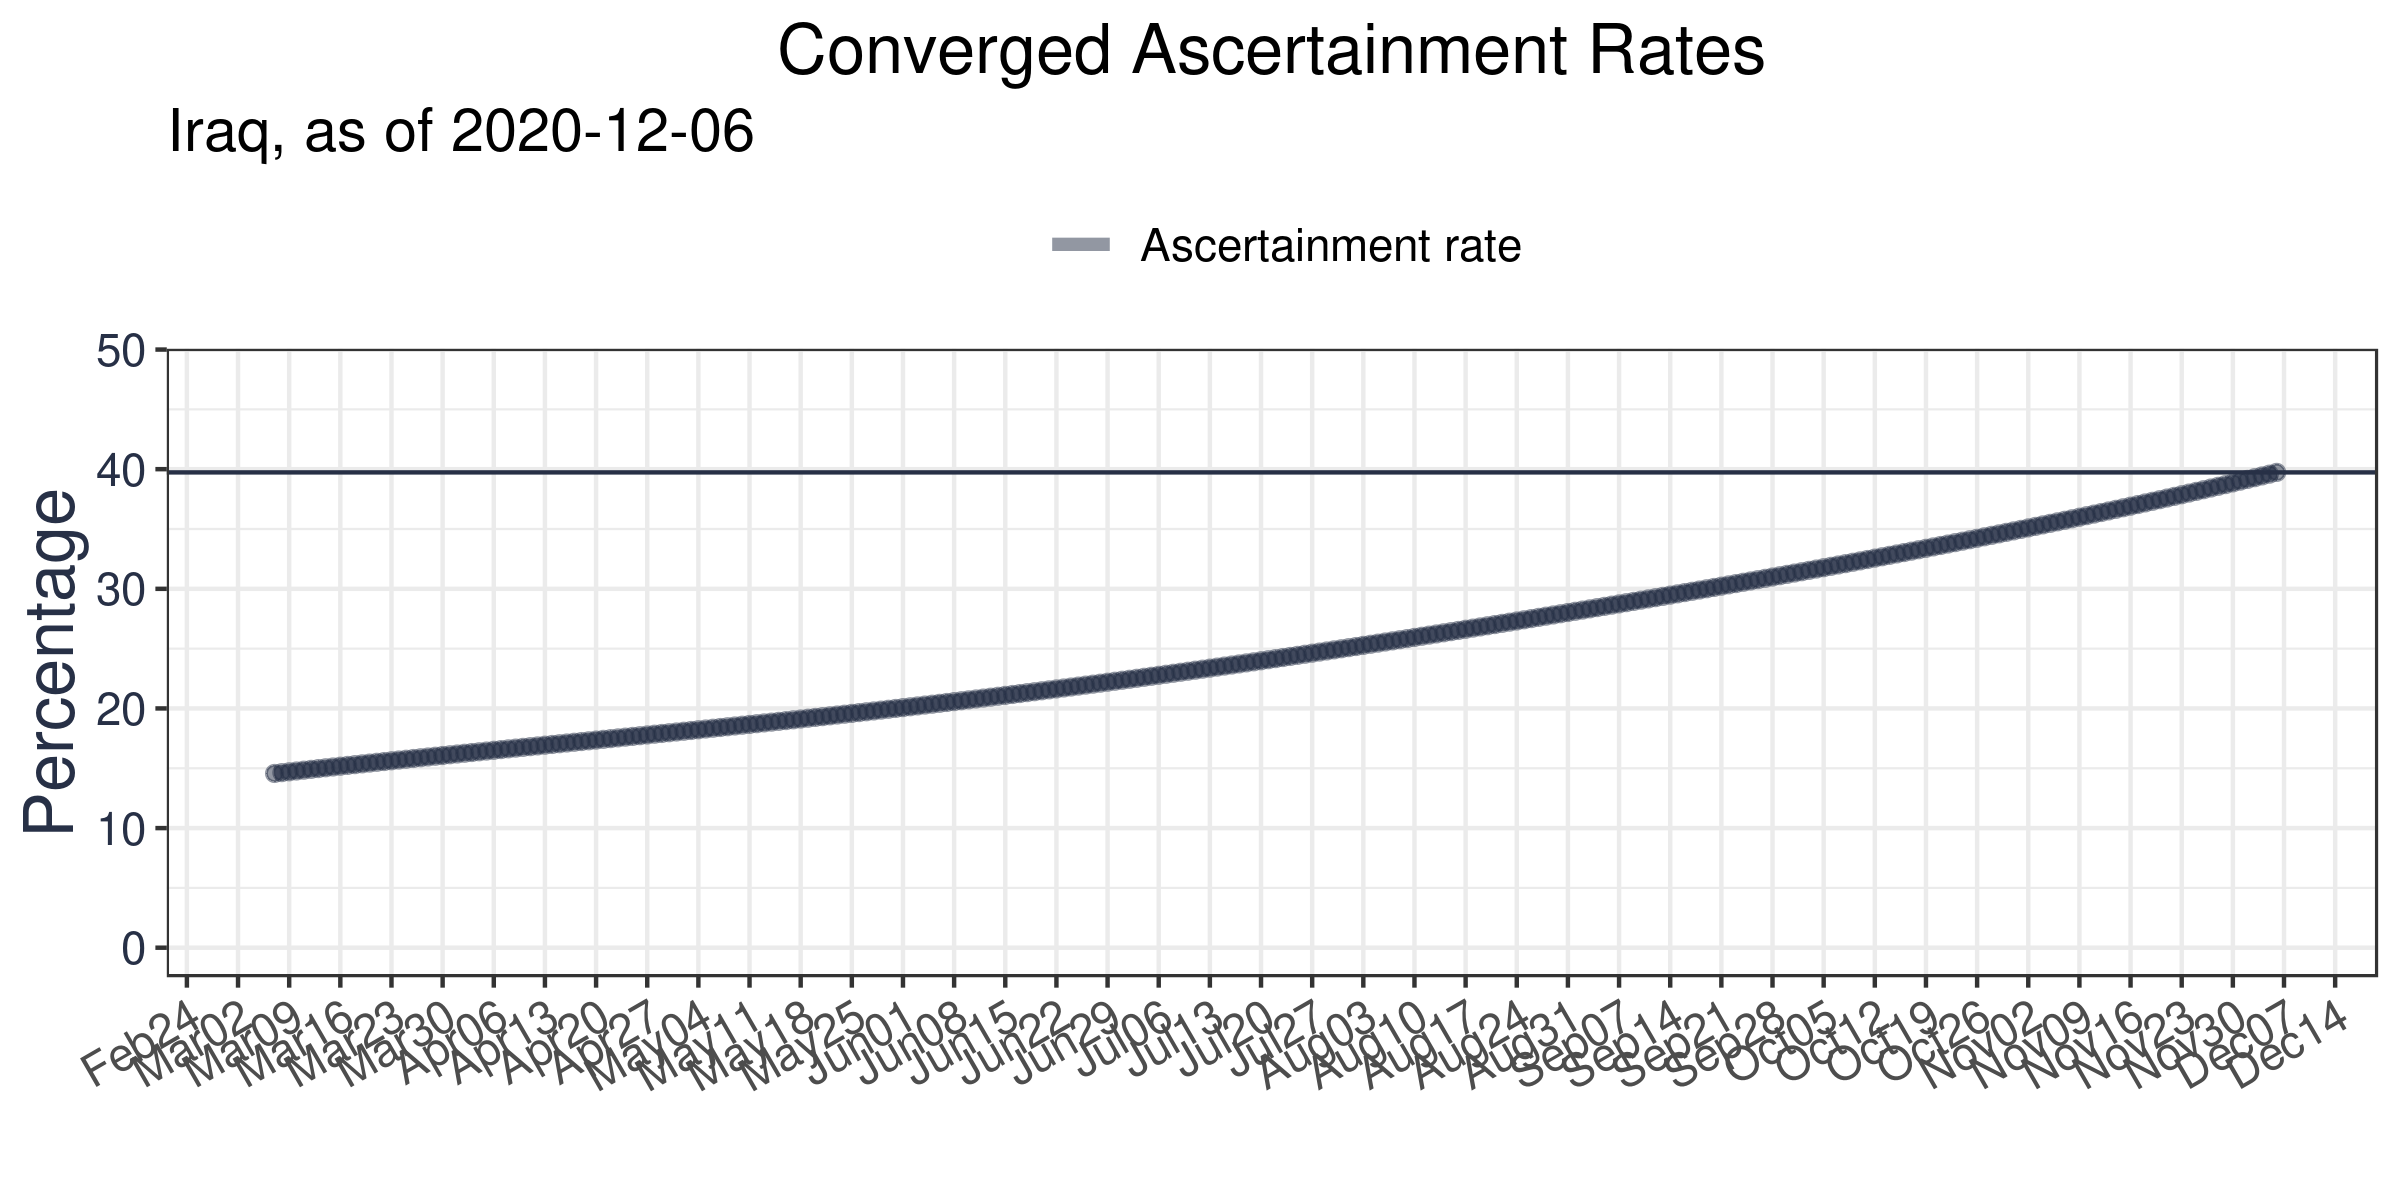 Converged Ascertainment Rates
Iraq, as of 2020-12-06
Ascertainment rate
Percentage
50
40
30
20
10
0
Feb24
Mar02
Mar09
Mar16
Mar23
Mar30
Apr06
Apr13
Apr20
Apr27
May04
May11
May18
May25
Jun01
Jun08
Jun15
Jun22
Jun29
Jul06
Jul13
Jul20
Jul27
Aug03
Aug10
Aug17
Aug24
Aug31
Sep07
Sep14
Sep21
Sep28
Oct05
Oct12
Oct19
Oct26
Nov02
Nov09
Nov16
Nov23
Nov30
Dec07
Dec14